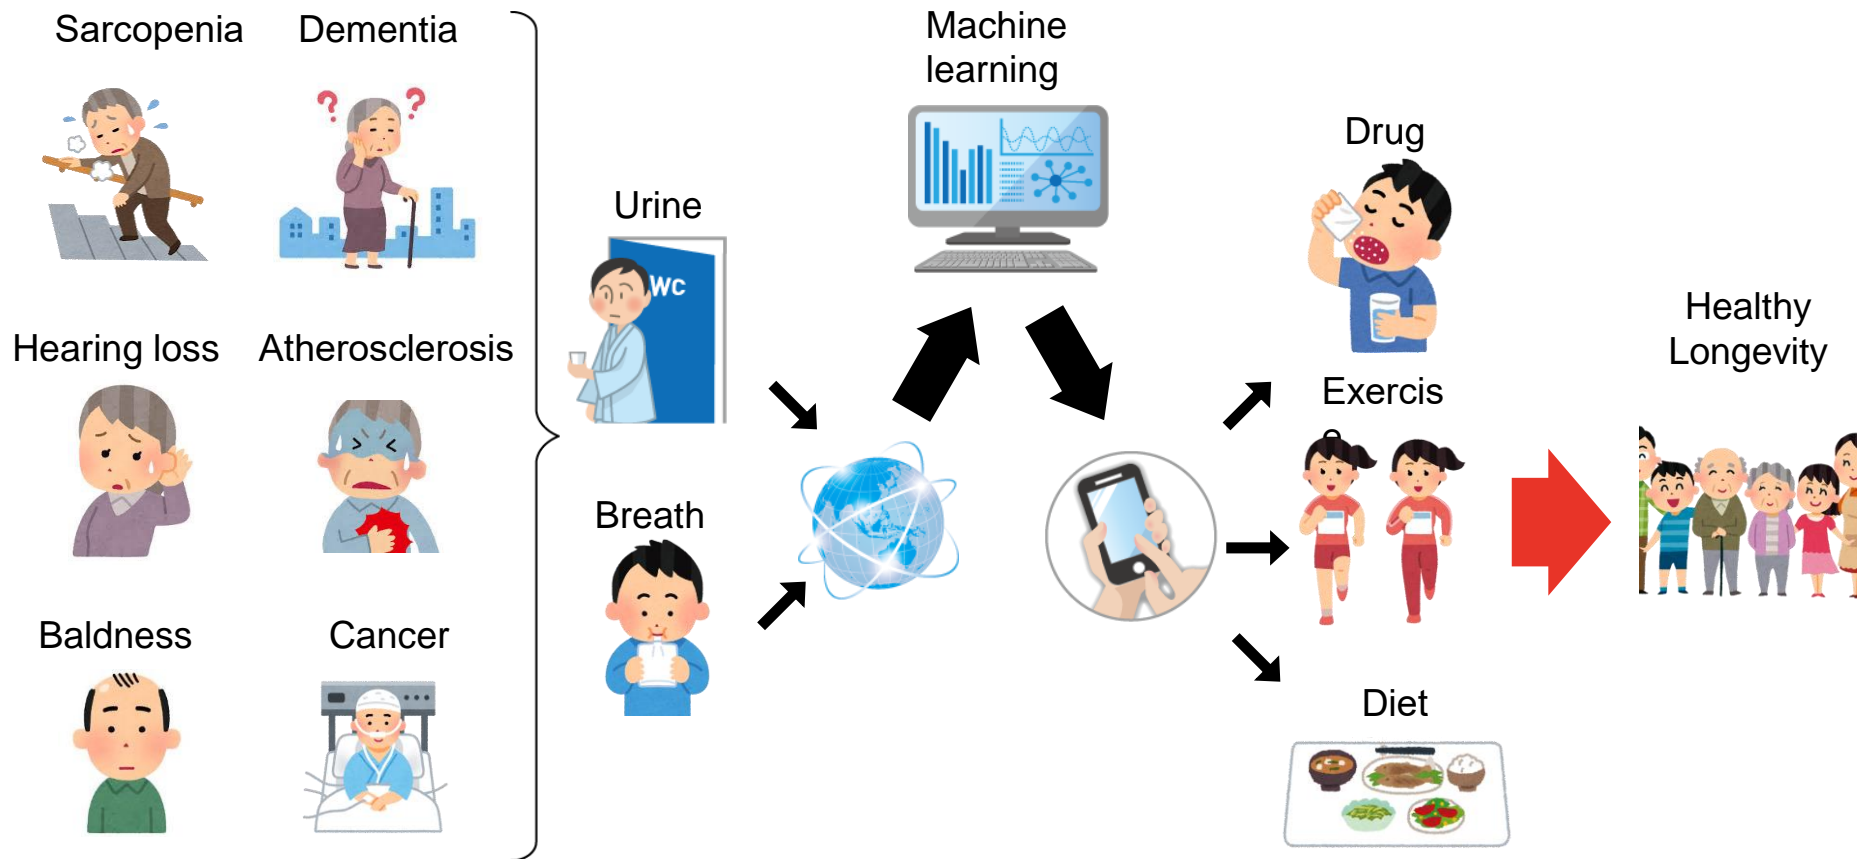 Sarcopenia
Dementia
Hearing loss
Atherosclerosis
Baldness
Cancer
Urine
WC
Breath
Machine
learning
Drug
Exercis
e
Diet
Healthy
Longevity